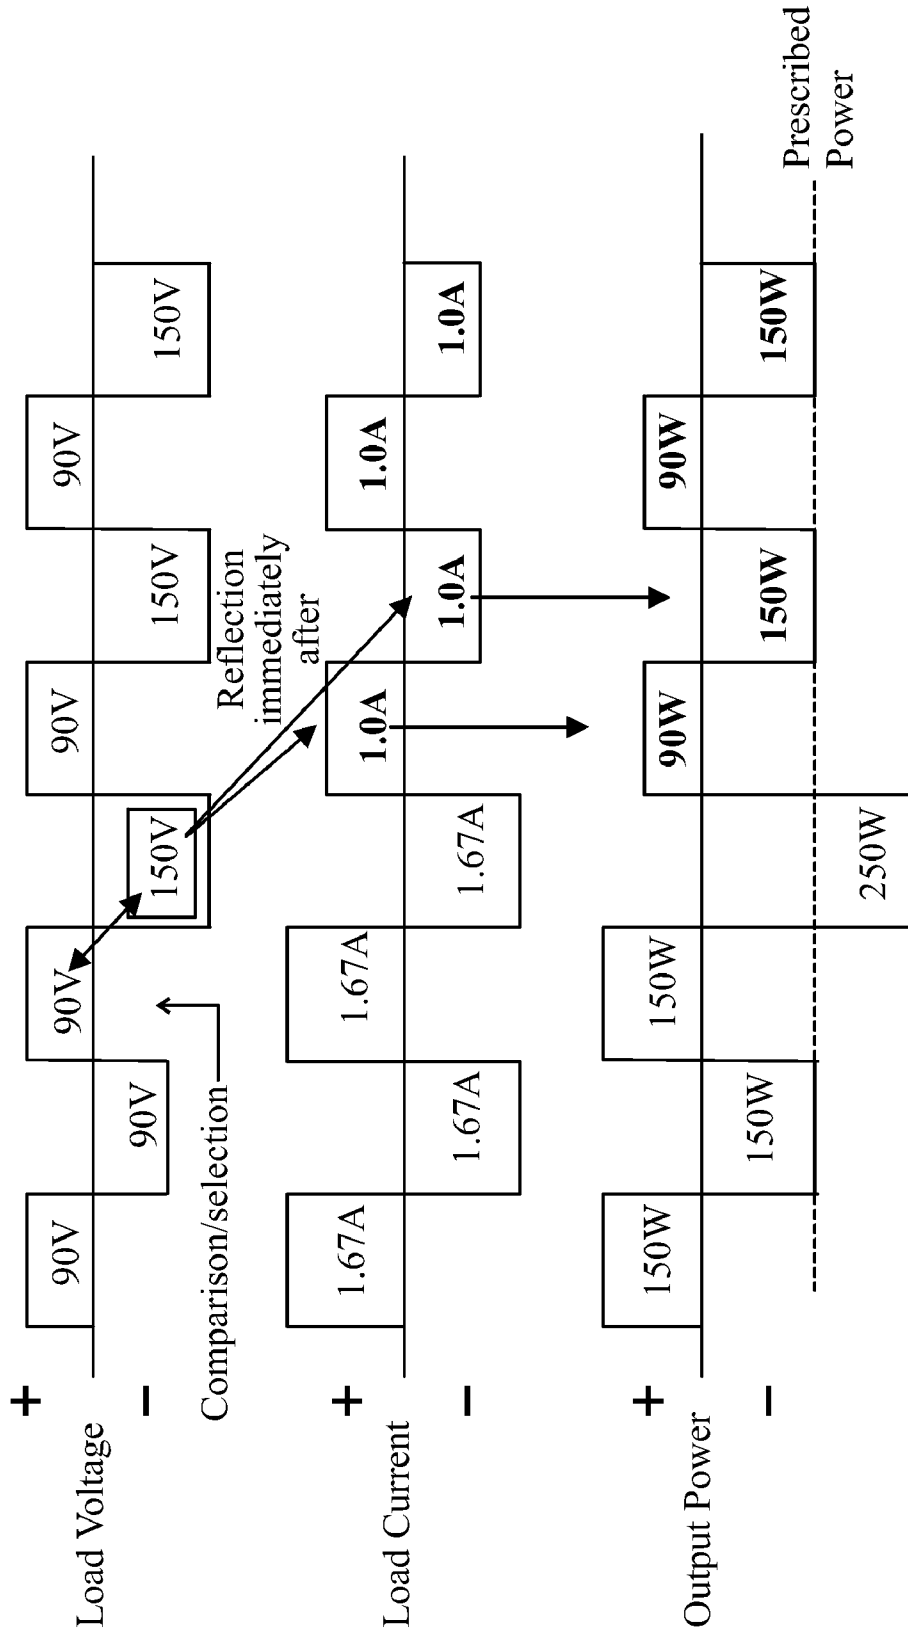 +
Load Voltage
−
90V
90V
90V
150V
90V
150V
90V
150V
Comparison/selection
Reflection
immediately
after
+
Load Current
−
1.67A
1.67A
1.67A
1.67A
1.0A
1.0A
1.0A
1.0A
+
Output Power
−
150W
150W
150W
250W
90W
150W
90W
150W
Prescribed
Power